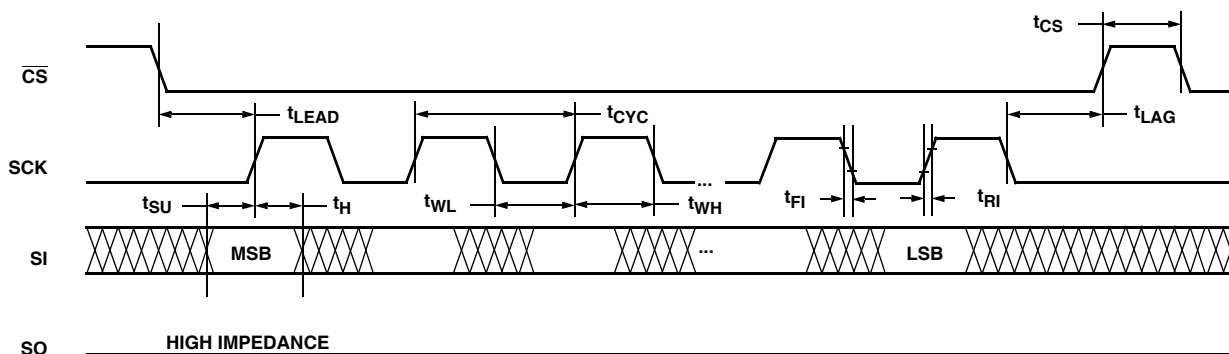 tCS
CS
tLEAD
tCYC
tLAG
SCK
...
tSU
tH
tWL
tWH
tFI
tRI
SI
MSB
...
LSB
HIGH IMPEDANCE
SO